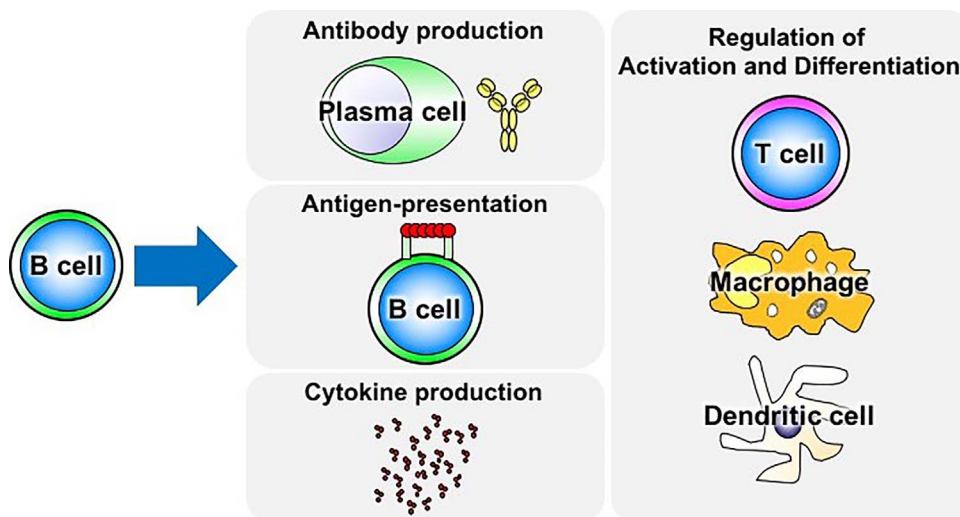 B cell
Antibody production
Plasma cell
Antigen-presentation
B cell
Cytokine production
Regulation of
Activation and Differentiation
T cell
Macrophage
Dendritic cell